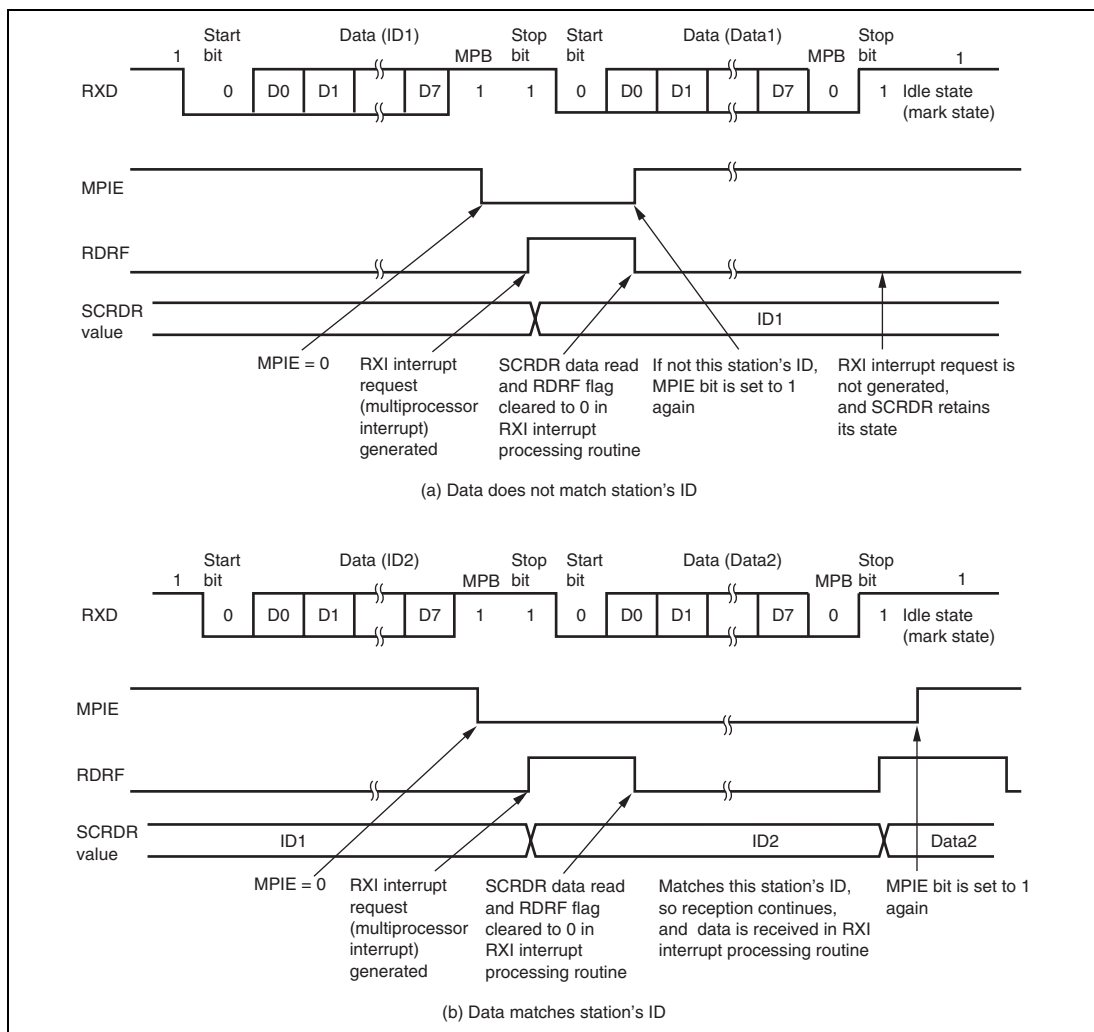 Start bit Data (ID1) Stop bit Start bit Data (Data1) Stop bit
1 MPB MPB 1
RXD 0 D0 D1 D7 1 1 0 D0 D1 D7 0 1 Idle state (mark state)
MPIE
RDRF
SCRDR value ID1
MPIE = 0
RXI interrupt
request
(multiprocessor
interrupt)
generated
SCRDR data read
and RDRF flag
cleared to 0 in
RXI interrupt
processing routine
If not this station's ID,
MPIE bit is set to 1
again
RXI interrupt request is
not generated,
and SCRDR retains
its state
(a) Data does not match station's ID
Start bit Data (ID2) Stop bit Start bit Data (Data2) Stop bit
1 MPB MPB 1
RXD 0 D0 D1 D7 1 1 0 D0 D1 D7 0 1 Idle state (mark state)
MPIE
RDRF
SCRDR value ID1 ID2 Data2
MPIE = 0
RXI interrupt
request
(multiprocessor
interrupt)
generated
SCRDR data read
and RDRF flag
cleared to 0 in
RXI interrupt
processing routine
Matches this station's ID,
so reception continues,
and data is received in RXI
interrupt processing routine
MPIE bit is set to 1
again
(b) Data matches station's ID